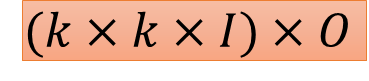 (k × k × I) × O